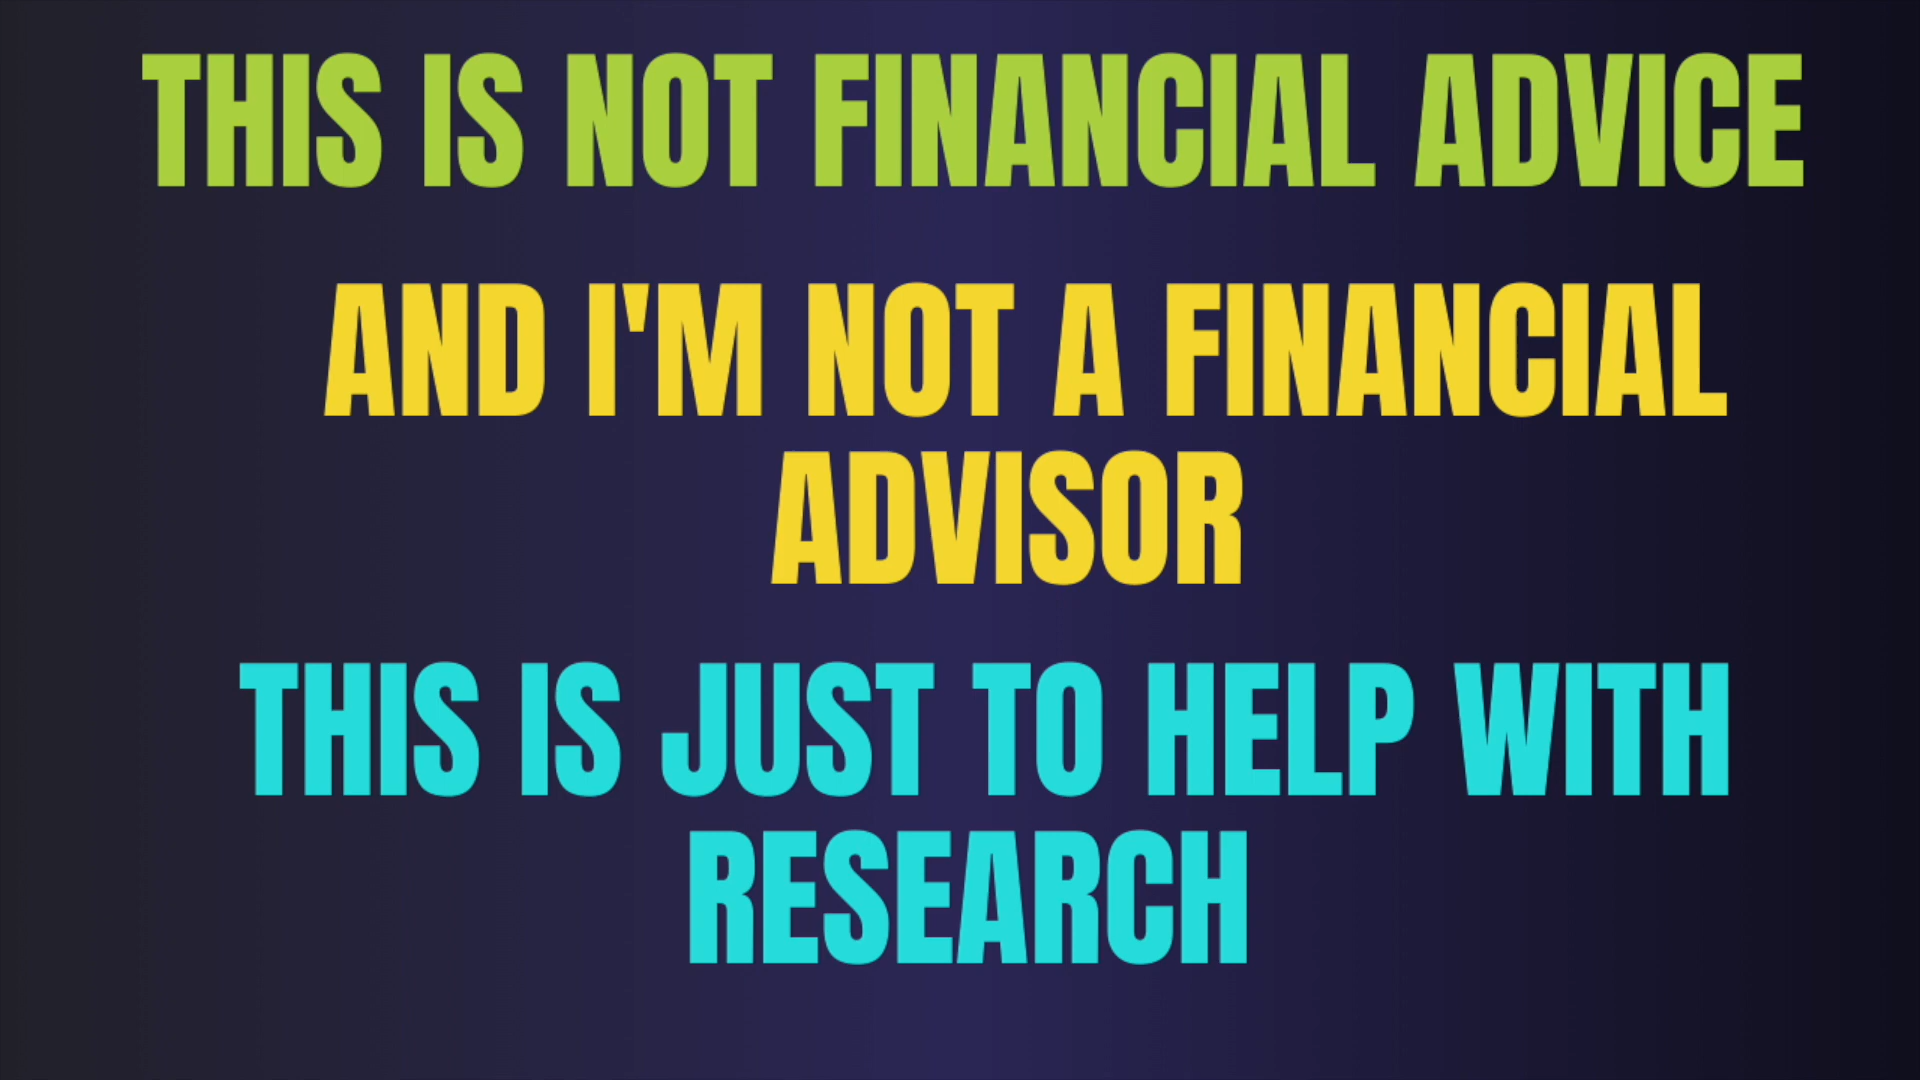 THIS IS NOT FINANCIAL ADVICE
AND I'M NOT A FINANCIAL
ADVISOR
THIS IS JUST TO HELP WITH
RESEARCH